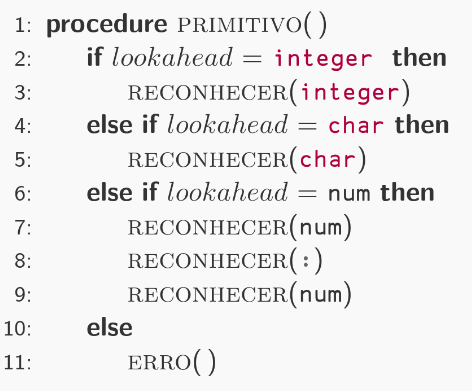 1: procedure PRIMITIVO()
2: if lookahead = integer then
3: RECONHECER(integer)
4: else if lookahead = char then
5: RECONHECER(char)
6: else if lookahead = num then
7: RECONHECER(num)
8: RECONHECER(:)
9: RECONHECER(num)
10: else
11: ERRO()